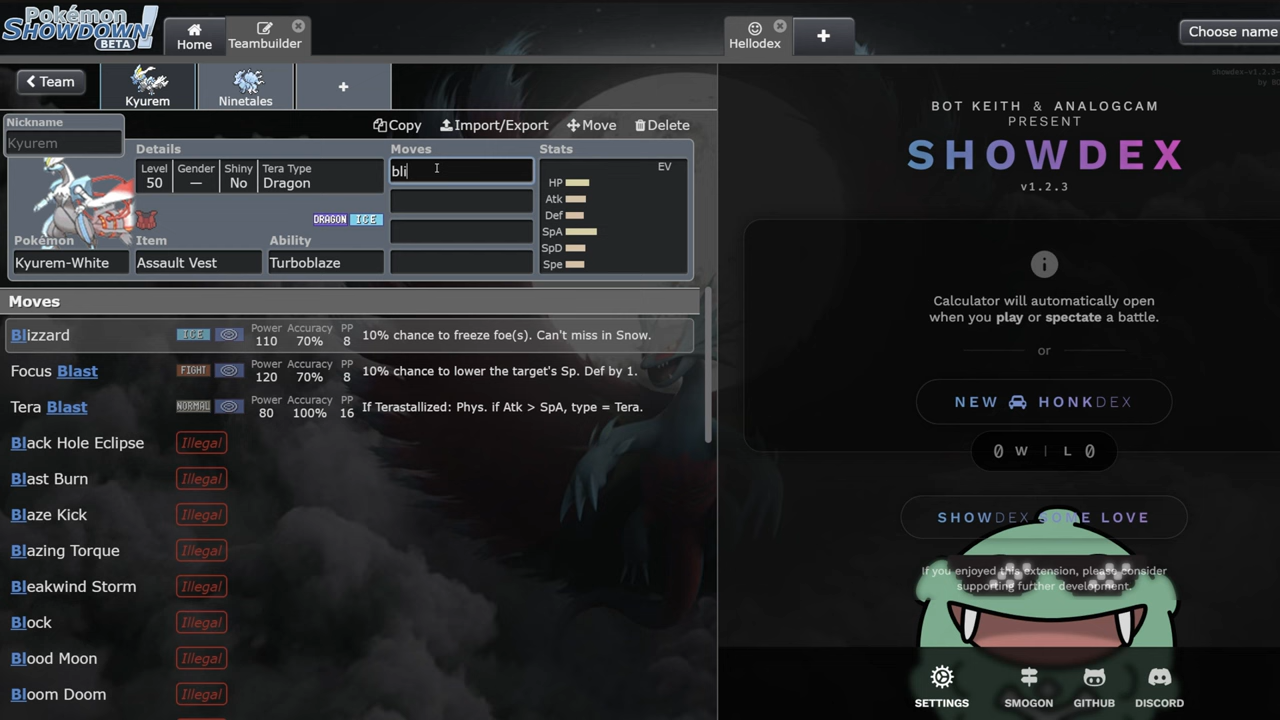 Pokémon
SHOWDOWN!
BETA
Home
Teambuilder
Hellodex
Choose name
Team
Kyurem
Ninetales
Nickname
Kyurem
Copy
Import/Export
Move
Delete
Details
Moves
Stats
Level
50
Gender
—
Shiny
No
Tera Type
Dragon
bli
EV
HP
Atk
Def
SpA
SpD
Spe
DRAGON ICE
Pokémon
Kyurem-White
Item
Assault Vest
Ability
Turboblaze
Moves
Blizzard ICE Power 110 Accuracy 70% PP 8 10% chance to freeze foe(s). Can't miss in Snow.
Focus Blast FIGHT Power 120 Accuracy 70% PP 8 10% chance to lower the target's Sp. Def by 1.
Tera Blast NORMAL Power 80 Accuracy 100% PP 16 If Terastallized: Phys. if Atk > SpA, type = Tera.
Black Hole Eclipse Illegal
Blast Burn Illegal
Blaze Kick Illegal
Blazing Torque Illegal
Bleakwind Storm Illegal
Block Illegal
Blood Moon Illegal
Bloom Doom Illegal
showdex-v1.2.3
BOT KEITH & ANALOGCAM
PRESENT
SHOWDEX
v1.2.3
Calculator will automatically open
when you play or spectate a battle.
or
NEW HONKDEX
0 W | L 0
SHOWDEX SOME LOVE
If you enjoyed this extension, please consider
supporting further development.
SETTINGS
SMOGON
GITHUB
DISCORD